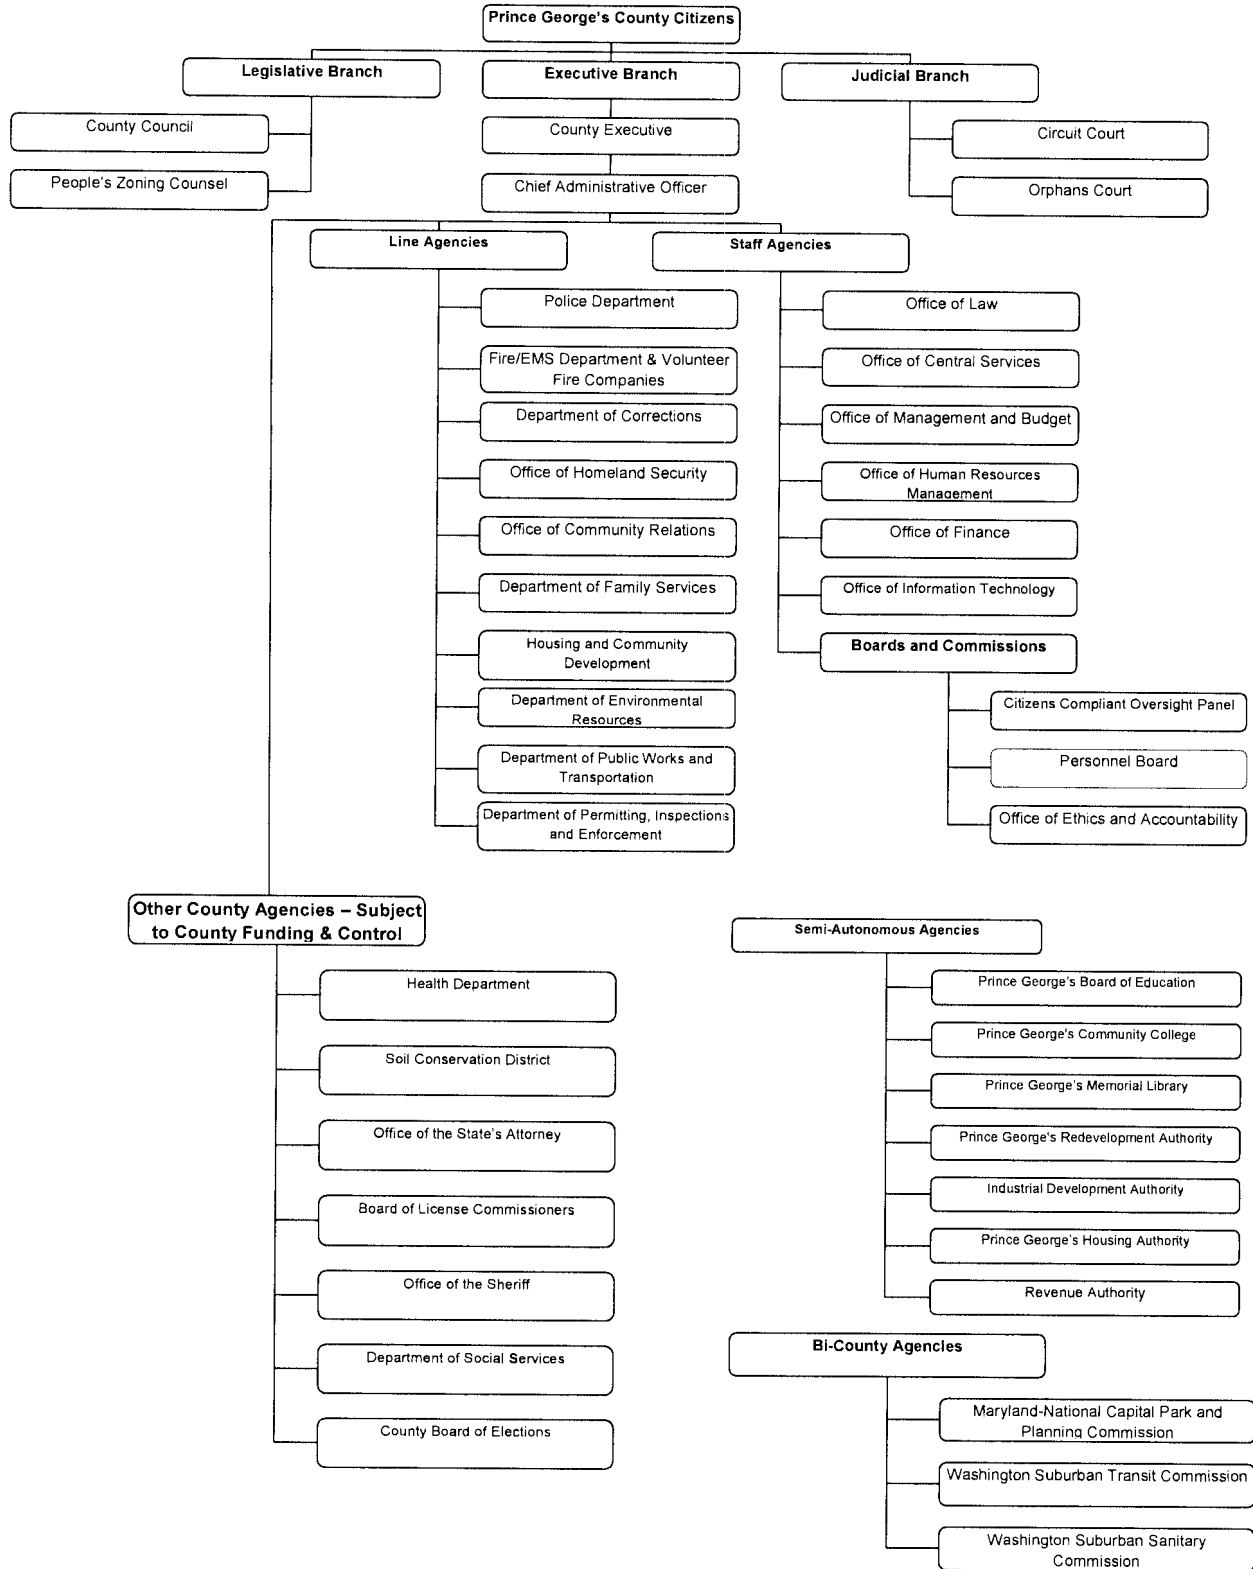 Prince George's County Citizens
Legislative Branch
Executive Branch
Judicial Branch
County Council
People's Zoning Counsel
County Executive
Chief Administrative Officer
Circuit Court
Orphans Court
Line Agencies
Staff Agencies
Police Department
Fire/EMS Department & Volunteer
Fire Companies
Department of Corrections
Office of Homeland Security
Office of Community Relations
Department of Family Services
Housing and Community
Development
Department of Environmental
Resources
Department of Public Works and
Transportation
Department of Permitting, Inspections
and Enforcement
Office of Law
Office of Central Services
Office of Management and Budget
Office of Human Resources
Management
Office of Finance
Office of Information Technology
Boards and Commissions
Citizens Compliant Oversight Panel
Personnel Board
Office of Ethics and Accountability
Other County Agencies – Subject
to County Funding & Control
Health Department
Soil Conservation District
Office of the State's Attorney
Board of License Commissioners
Office of the Sheriff
Department of Social Services
County Board of Elections
Semi-Autonomous Agencies
Prince George's Board of Education
Prince George's Community College
Prince George's Memorial Library
Prince George's Redevelopment Authority
Industrial Development Authority
Prince George's Housing Authority
Revenue Authority
Bi-County Agencies
Maryland-National Capital Park and
Planning Commission
Washington Suburban Transit Commission
Washington Suburban Sanitary
Commission